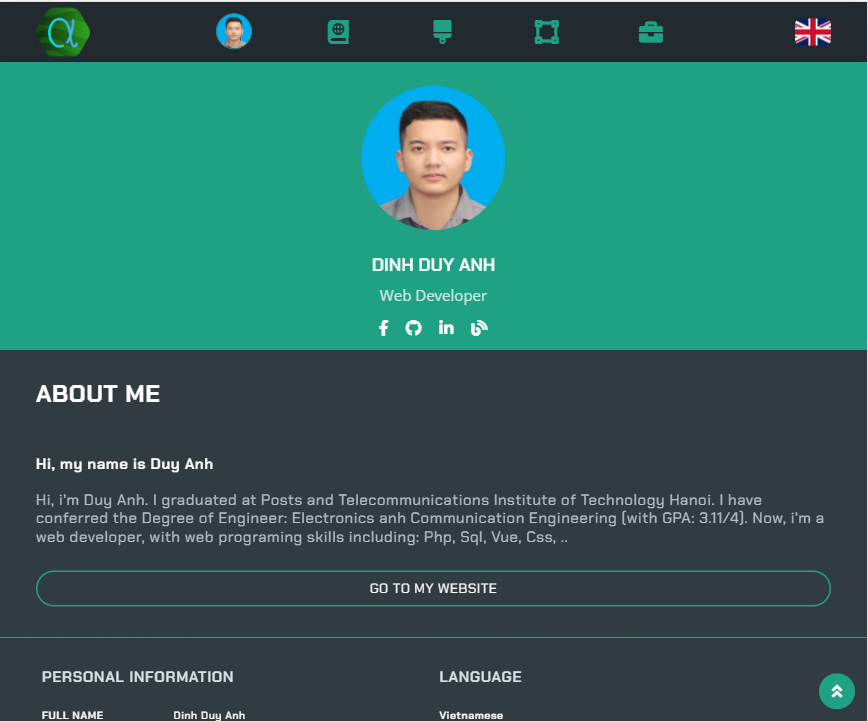 DINH DUY ANH
Web Developer
ABOUT ME
Hi, my name is Duy Anh
Hi, i'm Duy Anh. I graduated at Posts and Telecommunications Institute of Technology Hanoi. I have
conferred the Degree of Engineer: Electronics anh Communication Engineering (with GPA: 3.11/4). Now, i'm a
web developer, with web programing skills including: Php, Sql, Vue, Css, ..
GO TO MY WEBSITE
PERSONAL INFORMATION
LANGUAGE
FULL NAME Dinh Duy Anh
Vietnamese